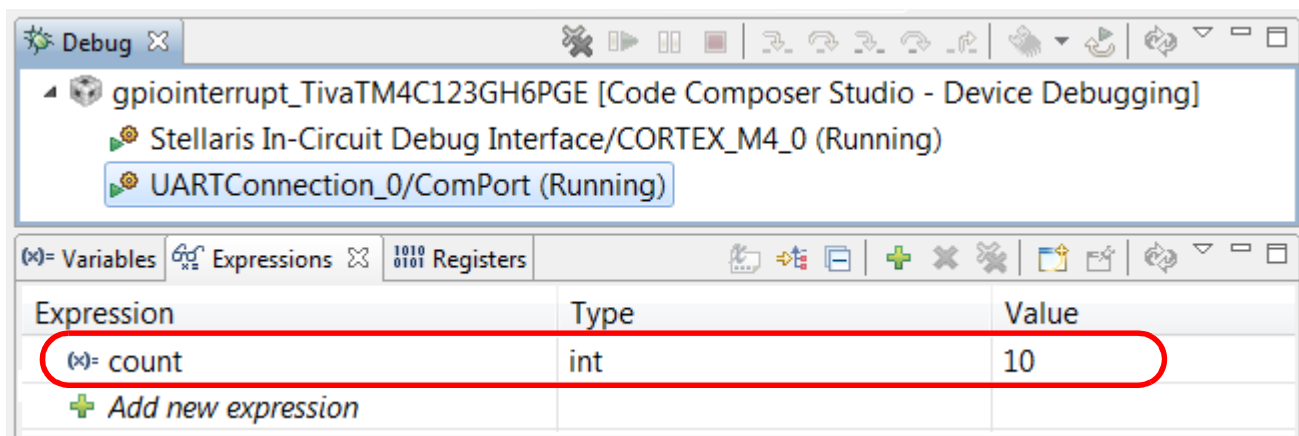 Debug
gpiointerrupt_TivaTM4C123GH6PGE [Code Composer Studio - Device Debugging]
Stellaris In-Circuit Debug Interface/CORTEX_M4_0 (Running)
UARTConnection_0/ComPort (Running)
(x)= Variables Expressions 1010 0101 Registers
Expression Type Value
(x)= count int 10
Add new expression